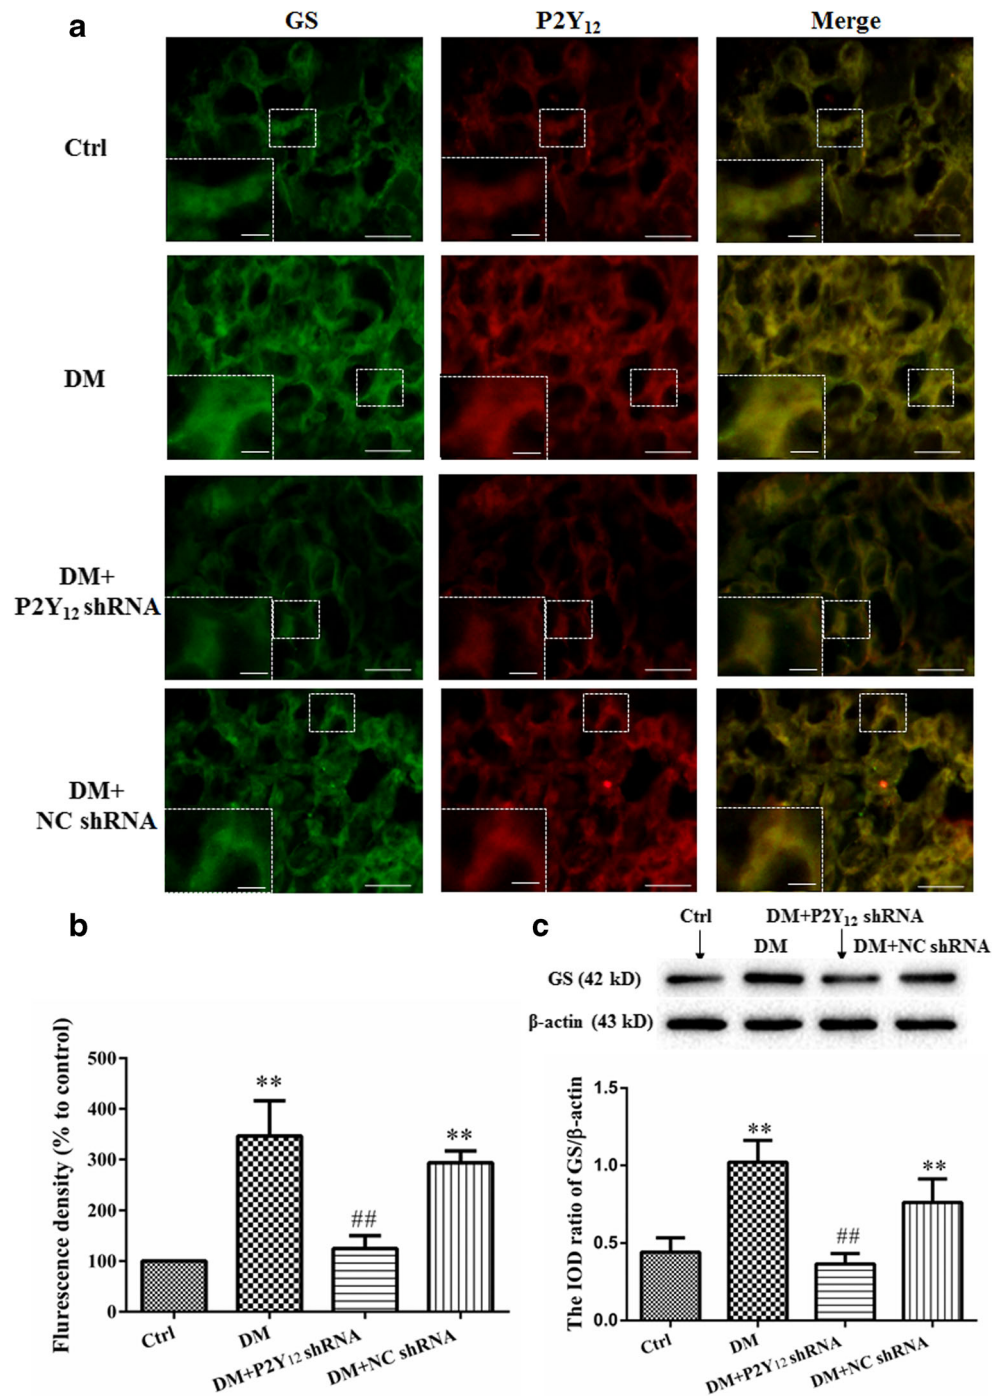 a
GS P2Y₁₂ Merge
Ctrl
DM
DM+
P2Y₁₂ shRNA
DM+
NC shRNA
b
Flurescence density (% to control)
500
400
300
200
100
0
**
##
**
Ctrl
DM
DM+P2Y₁₂ shRNA
DM+NC shRNA
c
Ctrl DM+P2Y₁₂ shRNA
DM DM+NC shRNA
GS (42 kD)
β-actin (43 kD)
The IOD ratio of GS/β-actin
1.5
1.0
0.5
0.0
**
##
**
Ctrl
DM
DM+P2Y₁₂ shRNA
DM+NC shRNA